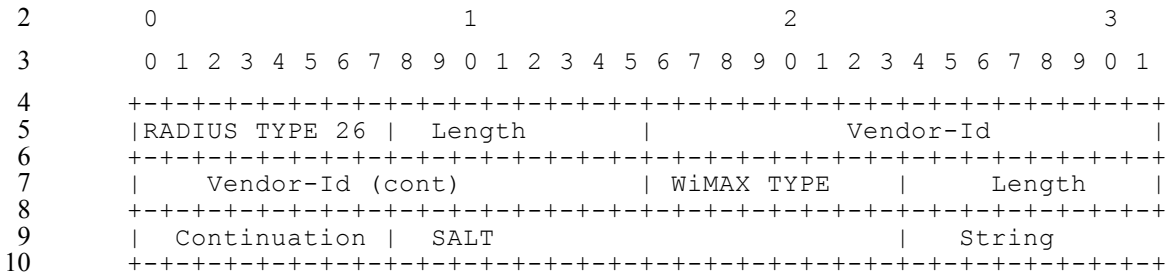 2 0                   1                   2                   3
3 0 1 2 3 4 5 6 7 8 9 0 1 2 3 4 5 6 7 8 9 0 1 2 3 4 5 6 7 8 9 0 1
4 +-+-+-+-+-+-+-+-+-+-+-+-+-+-+-+-+-+-+-+-+-+-+-+-+-+-+-+-+-+-+-+-+
5 |RADIUS TYPE 26 |  Length       |            Vendor-Id          |
6 +-+-+-+-+-+-+-+-+-+-+-+-+-+-+-+-+-+-+-+-+-+-+-+-+-+-+-+-+-+-+-+-+
7 |    Vendor-Id (cont)           | WiMAX TYPE    |     Length    |
8 +-+-+-+-+-+-+-+-+-+-+-+-+-+-+-+-+-+-+-+-+-+-+-+-+-+-+-+-+-+-+-+-+
9 |  Continuation |  SALT                         |   String
10 +-+-+-+-+-+-+-+-+-+-+-+-+-+-+-+-+-+-+-+-+-+-+-+-+-+-+-+-+-+-+-+-+